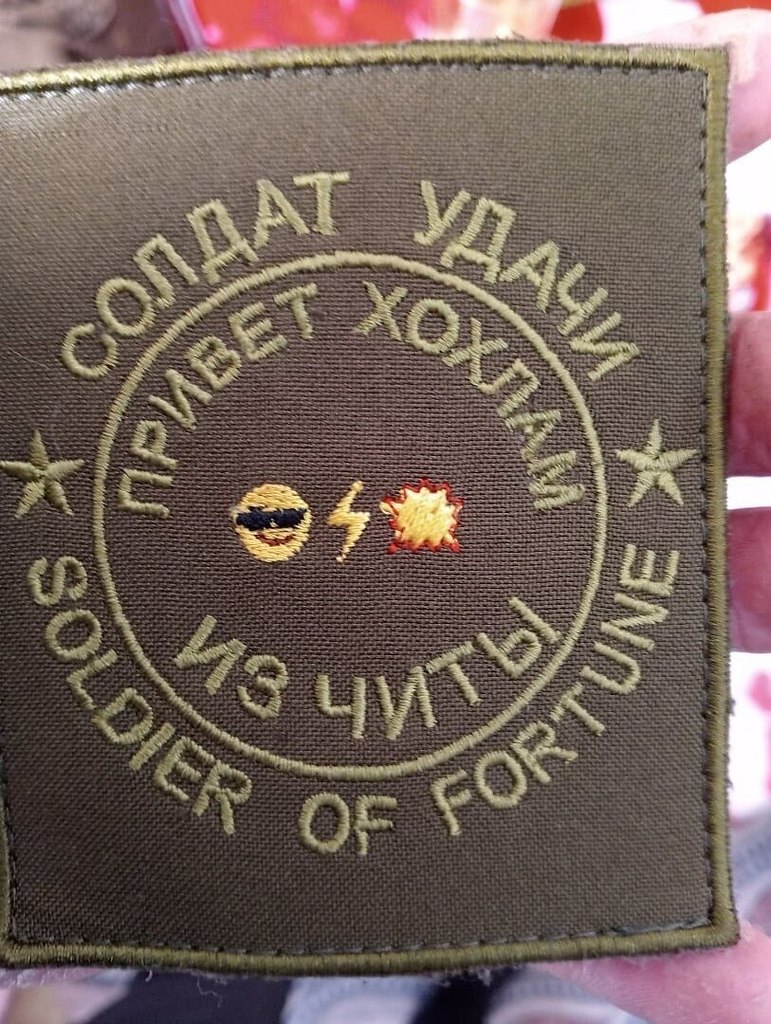 СОЛДАТ УДАЧИ
ПРИВЕТ ХОХЛАМ
ИЗ ЧИТЫ
SOLDIER OF FORTUNE